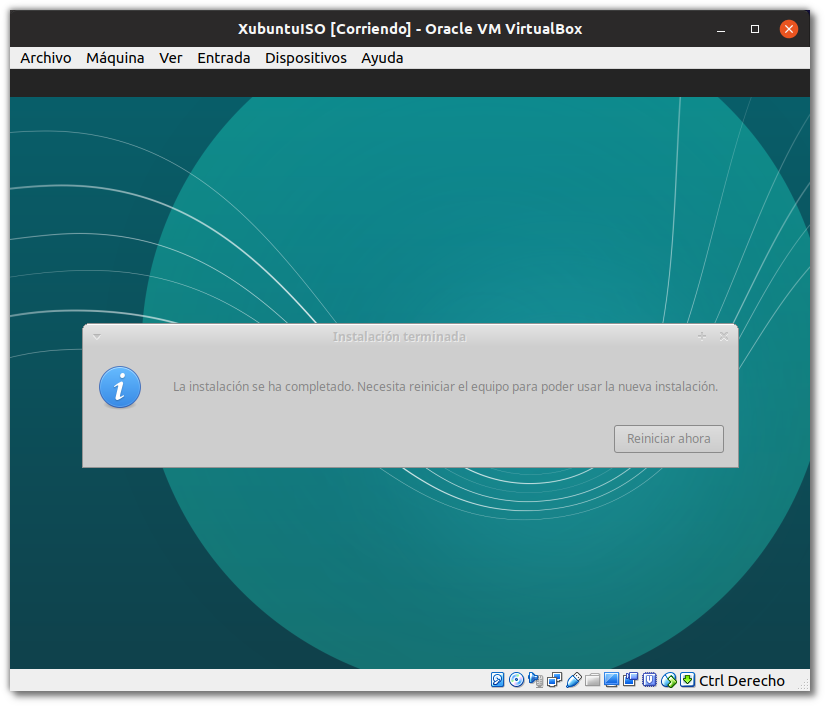 XubuntuISO [Corriendo] - Oracle VM VirtualBox
Archivo Máquina Ver Entrada Dispositivos Ayuda
Instalación terminada
La instalación se ha completado. Necesita reiniciar el equipo para poder usar la nueva instalación.
Reiniciar ahora
Ctrl Derecho